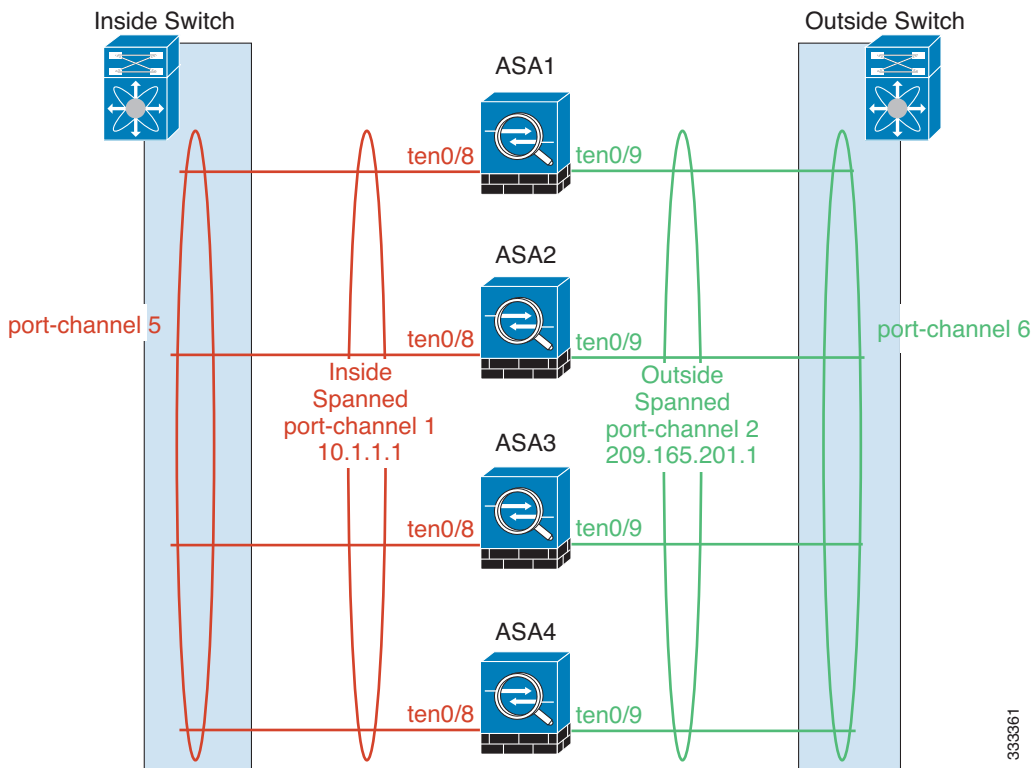 Inside Switch
Outside Switch
ASA1
ten0/8
ten0/9
ASA2
port-channel 5
ten0/8
ten0/9
port-channel 6
Inside
Spanned
port-channel 1
10.1.1.1
Outside
Spanned
port-channel 2
209.165.201.1
ASA3
ten0/8
ten0/9
ASA4
ten0/8
ten0/9
333361